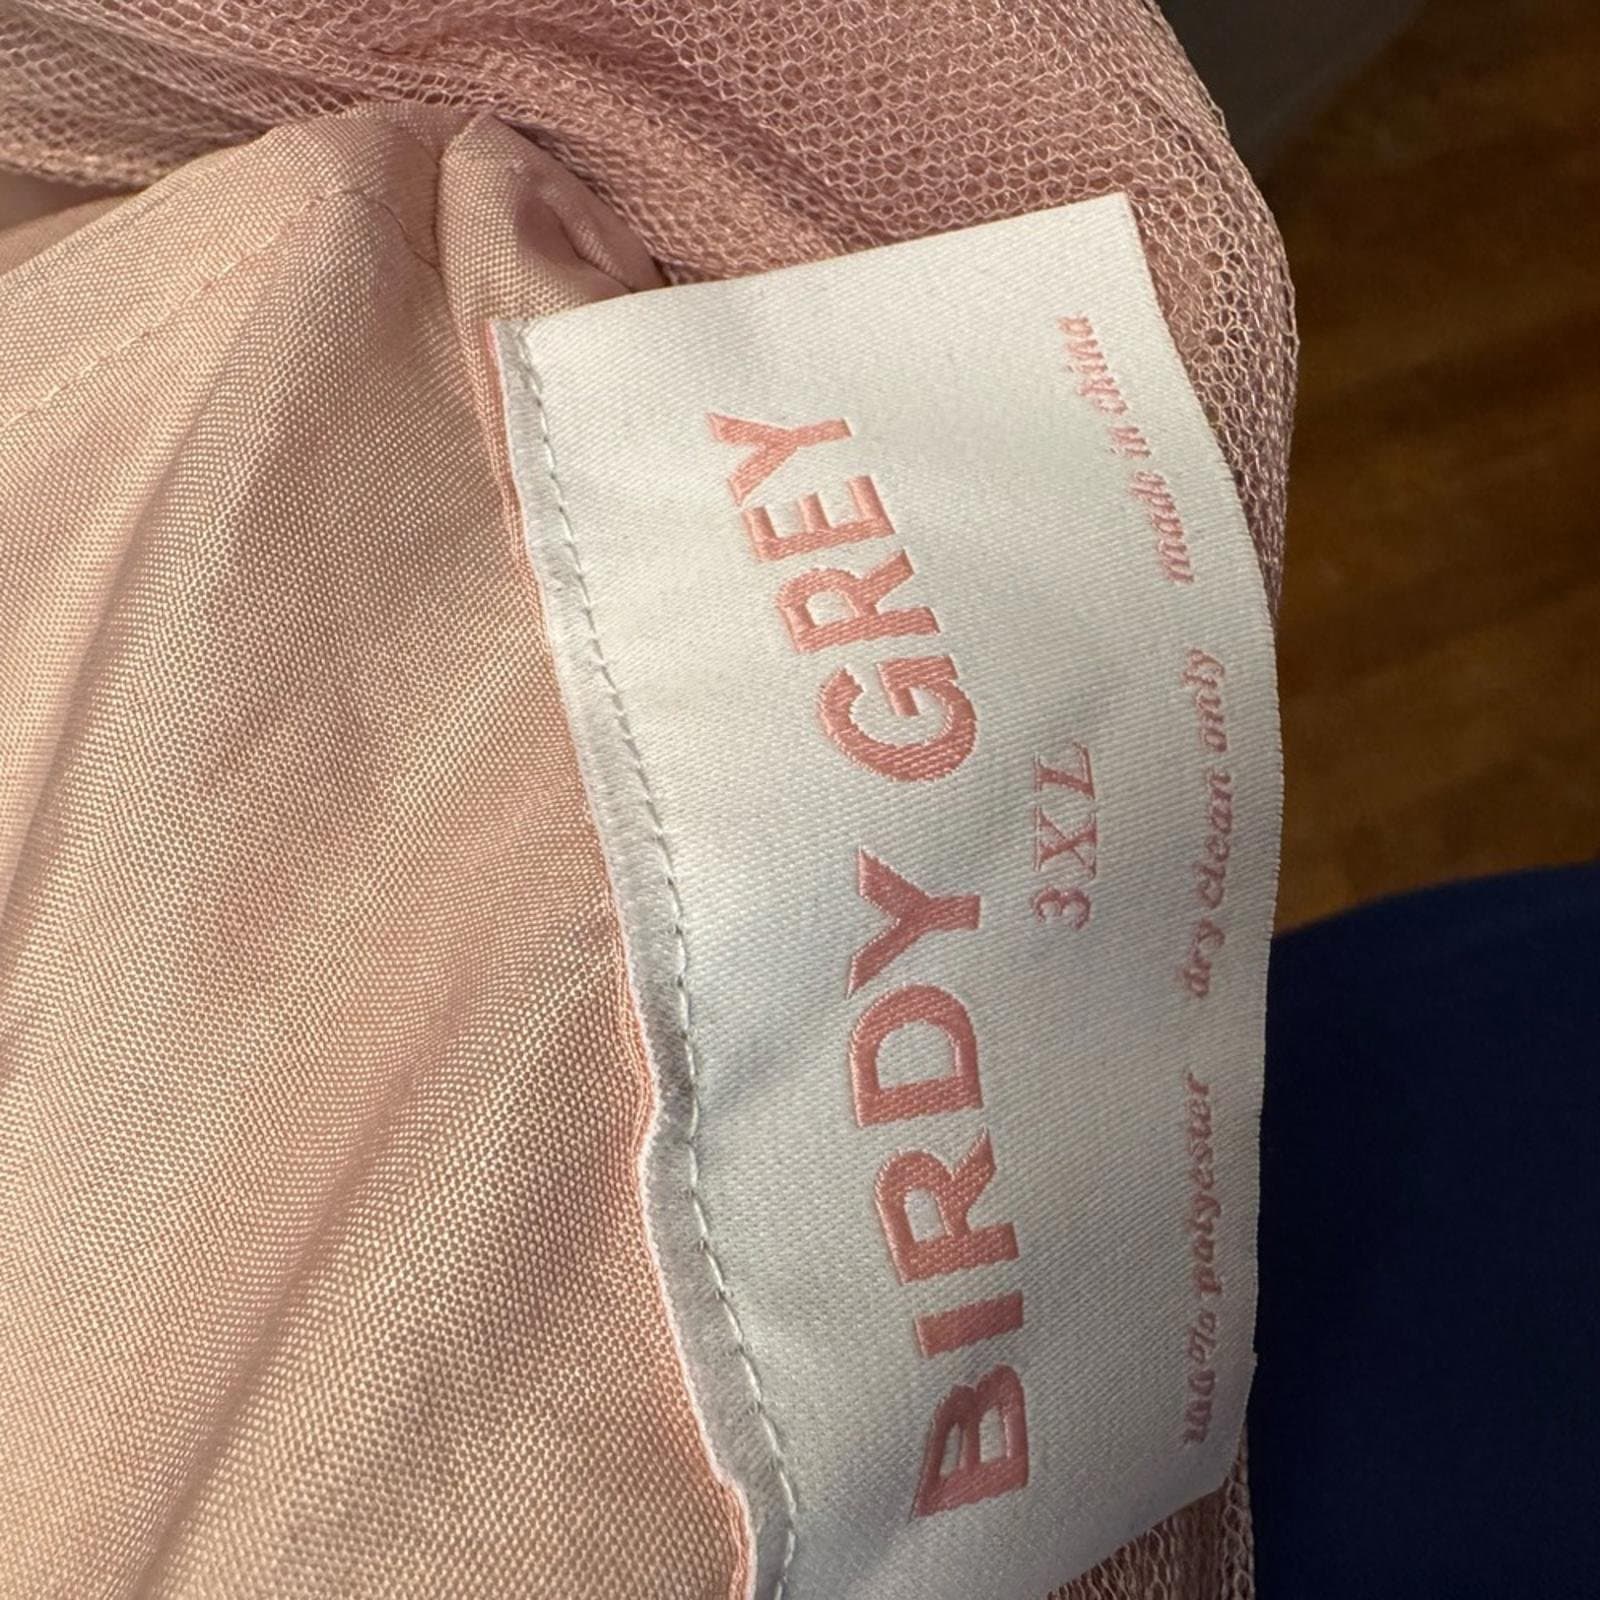 BIRDY GREY
3XL
100% polyester dry clean only made in china